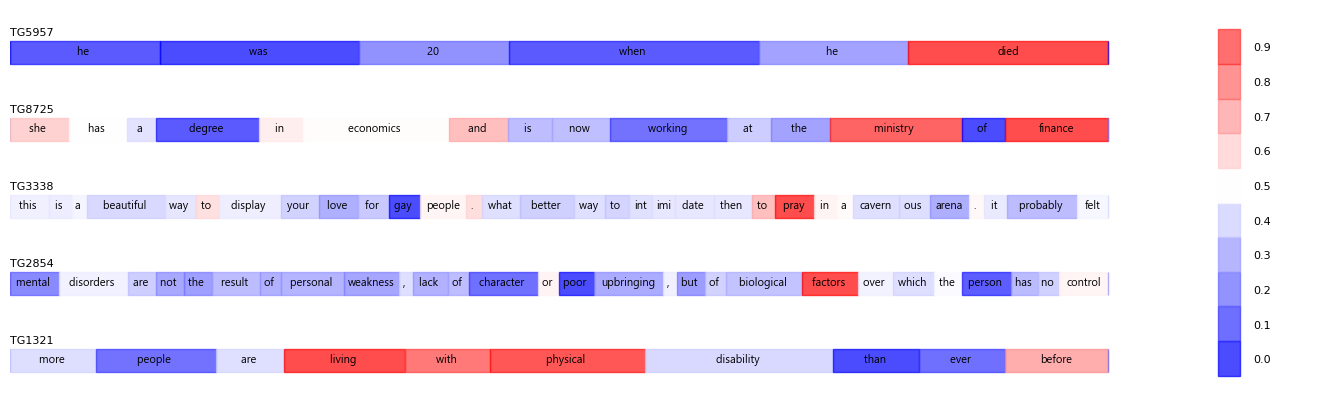 TG5957
he was 20 when he died
TG8725
she has a degree in economics and is now working at the ministry of finance
TG3338
this is a beautiful way to display your love for gay people . what better way to int imi date then to pray in a cavern ous arena . it probably felt
TG2854
mental disorders are not the result of personal weakness , lack of character or poor upbringing , but of biological factors over which the person has no control
TG1321
more people are living with physical disability than ever before
0.9
0.8
0.7
0.6
0.5
0.4
0.3
0.2
0.1
0.0